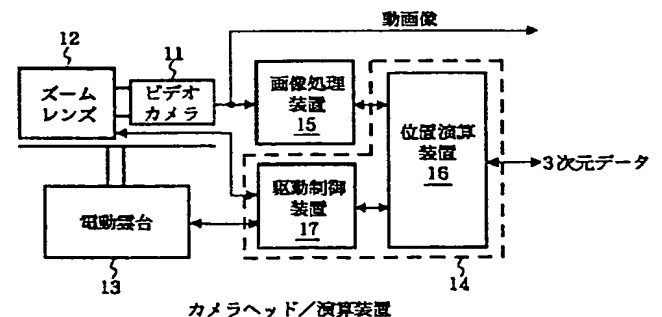 動画像
12
11
ズーム
レンズ
ビデオ
カメラ
画像処理
装置
15
位置演算
装置
16
3次元データ
駆動制御
装置
17
電動雲台
13
14
カメラヘッド/演算装置